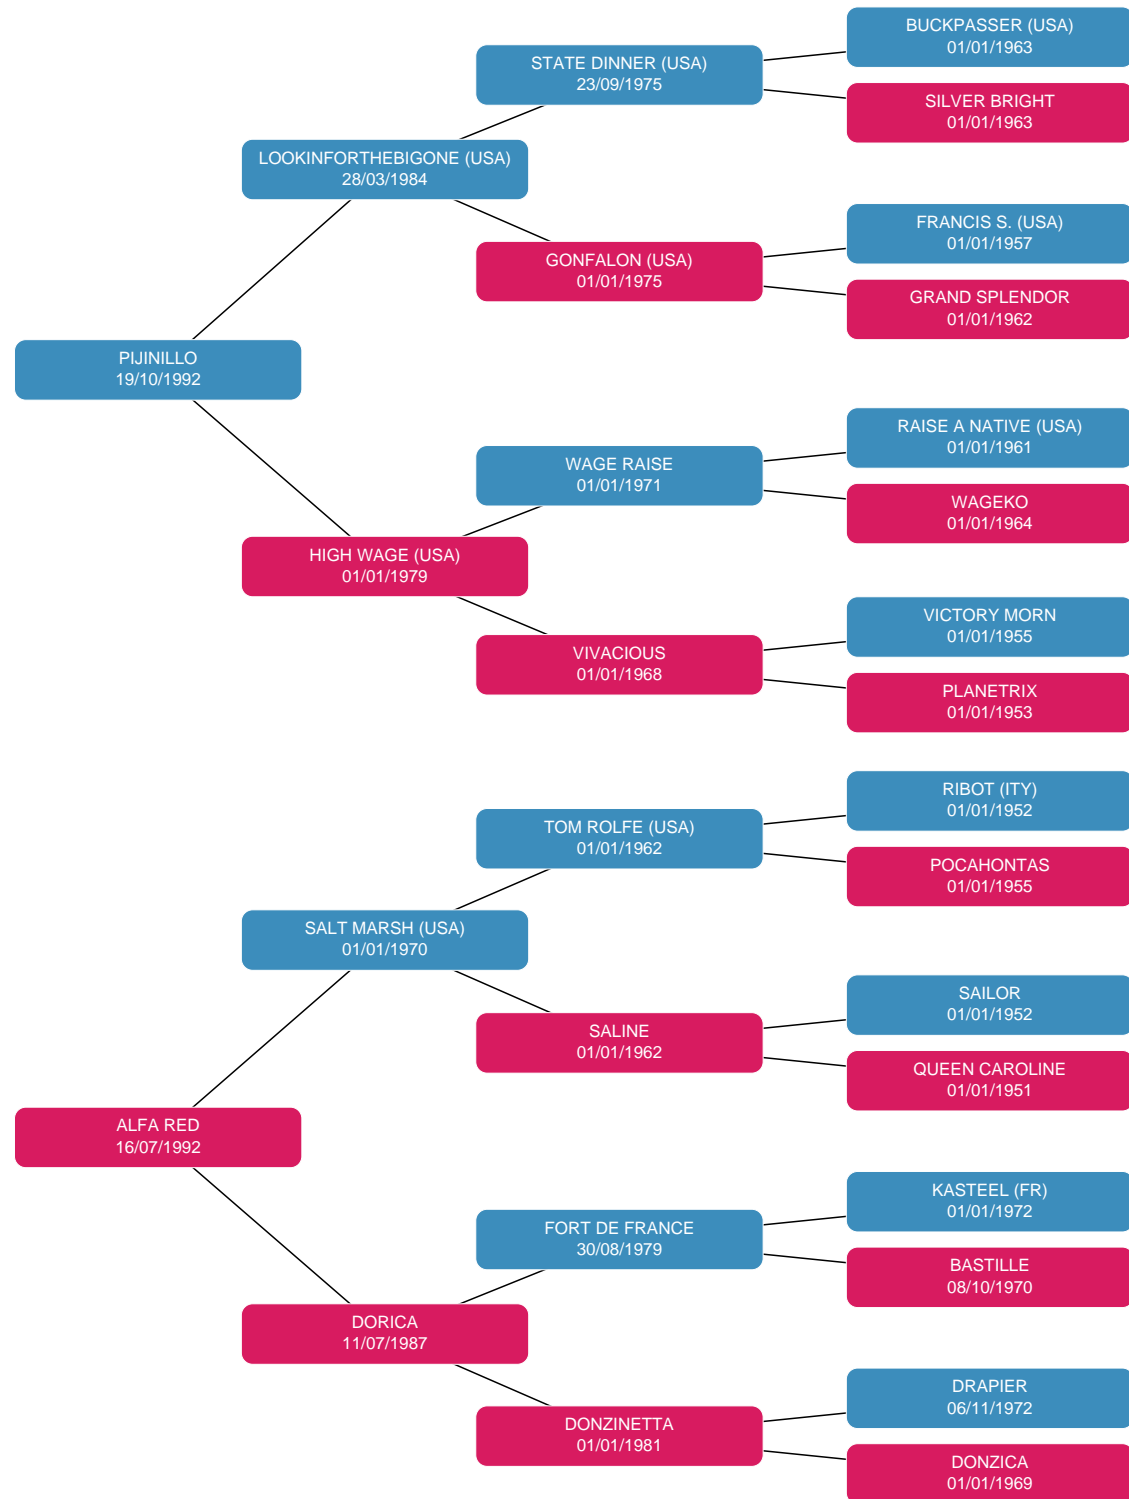 BUCKPASSER (USA)
01/01/1963
STATE DINNER (USA)
23/09/1975
SILVER BRIGHT
01/01/1963
LOOKINFORTHEBIGONE (USA)
28/03/1984
FRANCIS S. (USA)
01/01/1957
GONFALON (USA)
01/01/1975
GRAND SPLENDOR
01/01/1962
PIJINILLO
19/10/1992
RAISE A NATIVE (USA)
01/01/1961
WAGE RAISE
01/01/1971
WAGEKO
01/01/1964
HIGH WAGE (USA)
01/01/1979
VICTORY MORN
01/01/1955
VIVACIOUS
01/01/1968
PLANETRIX
01/01/1953
RIBOT (ITY)
01/01/1952
TOM ROLFE (USA)
01/01/1962
POCAHONTAS
01/01/1955
SALT MARSH (USA)
01/01/1970
SAILOR
01/01/1952
SALINE
01/01/1962
QUEEN CAROLINE
01/01/1951
ALFA RED
16/07/1992
KASTEEL (FR)
01/01/1972
FORT DE FRANCE
30/08/1979
BASTILLE
08/10/1970
DORICA
11/07/1987
DRAPIER
06/11/1972
DONZINETTA
01/01/1981
DONZICA
01/01/1969